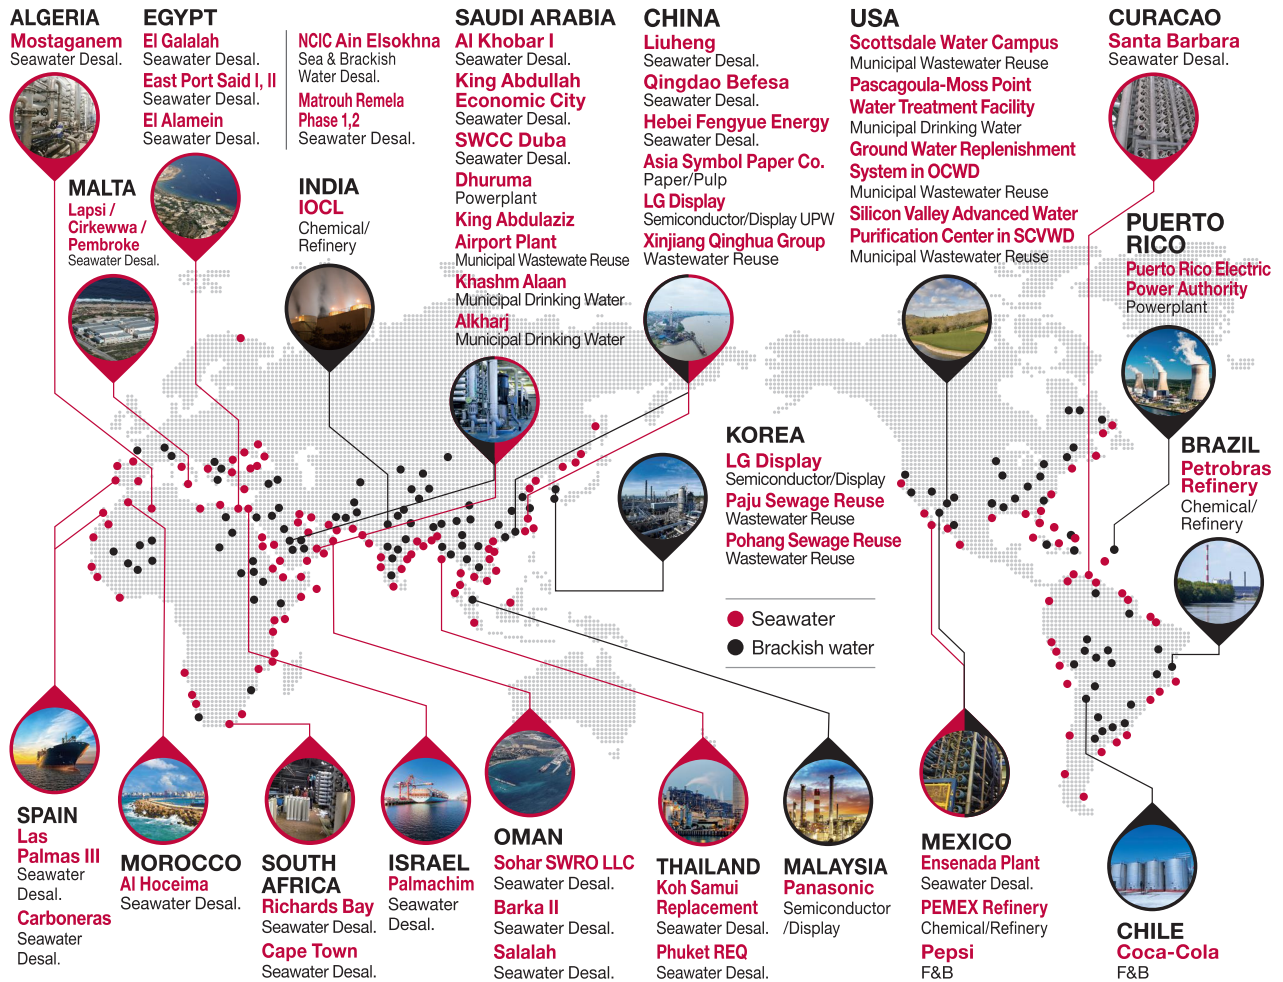 ALGERIA
Mostaganem
Seawater Desal.
EGYPT
El Galalah
Seawater Desal.
East Port Said I, II
Seawater Desal.
El Alamein
Seawater Desal.
NCIC Ain Elsokhna
Sea & Brackish
Water Desal.
Matrouh Remela
Phase 1,2
Seawater Desal.
MALTA
Lapsi /
Cirkewwa /
Pembroke
Seawater Desal.
INDIA
IOCL
Chemical/
Refinery
SAUDI ARABIA
Al Khobar I
Seawater Desal.
King Abdullah
Economic City
Seawater Desal.
SWCC Duba
Seawater Desal.
Dhuruma
Powerplant
King Abdulaziz
Airport Plant
Municipal Wastewate Reuse
Khashm Alaan
Municipal Drinking Water
Alkharj
Municipal Drinking Water
CHINA
Liuheng
Seawater Desal.
Qingdao Befesa
Seawater Desal.
Hebei Fengyue Energy
Seawater Desal.
Asia Symbol Paper Co.
Paper/Pulp
LG Display
Semiconductor/Display UPW
Xinjiang Qinghua Group
Wastewater Reuse
USA
Scottsdale Water Campus
Municipal Wastewater Reuse
Pascagoula-Moss Point
Water Treatment Facility
Municipal Drinking Water
Ground Water Replenishment
System in OCWD
Municipal Wastewater Reuse
Silicon Valley Advanced Water
Purification Center in SCVWD
Municipal Wastewater Reuse
CURACAO
Santa Barbara
Seawater Desal.
PUERTO
RICO
Puerto Rico Electric
Power Authority
Powerplant
KOREA
LG Display
Semiconductor/Display
Paju Sewage Reuse
Wastewater Reuse
Pohang Sewage Reuse
Wastewater Reuse
BRAZIL
Petrobras
Refinery
Chemical/
Refinery
Seawater
Brackish water
SPAIN
Las
Palmas III
Seawater
Desal.
Carboneras
Seawater
Desal.
MOROCCO
Al Hoceima
Seawater Desal.
SOUTH
AFRICA
Richards Bay
Seawater Desal.
Cape Town
Seawater Desal.
ISRAEL
Palmachim
Seawater
Desal.
OMAN
Sohar SWRO LLC
Seawater Desal.
Barka II
Seawater Desal.
Salalah
Seawater Desal.
THAILAND
Koh Samui
Replacement
Seawater Desal.
Phuket REQ
Seawater Desal.
MALAYSIA
Panasonic
Semiconductor
/Display
MEXICO
Ensenada Plant
Seawater Desal.
PEMEX Refinery
Chemical/Refinery
Pepsi
F&B
CHILE
Coca-Cola
F&B